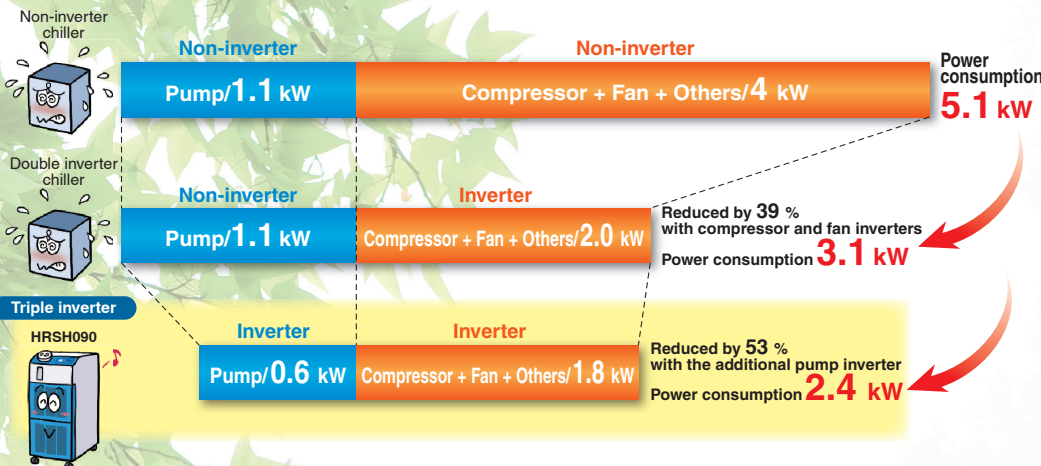 Non-inverter
chiller
Non-inverter
Non-inverter
Pump/1.1 kW
Compressor + Fan + Others/4 kW
Power
consumption
5.1 kW
Double inverter
chiller
Non-inverter
Inverter
Pump/1.1 kW
Compressor + Fan + Others/2.0 kW
Reduced by 39 %
with compressor and fan inverters
Power consumption 3.1 kW
Triple inverter
HRSH090
Inverter
Inverter
Pump/0.6 kW
Compressor + Fan + Others/1.8 kW
Reduced by 53 %
with the additional pump inverter
Power consumption 2.4 kW